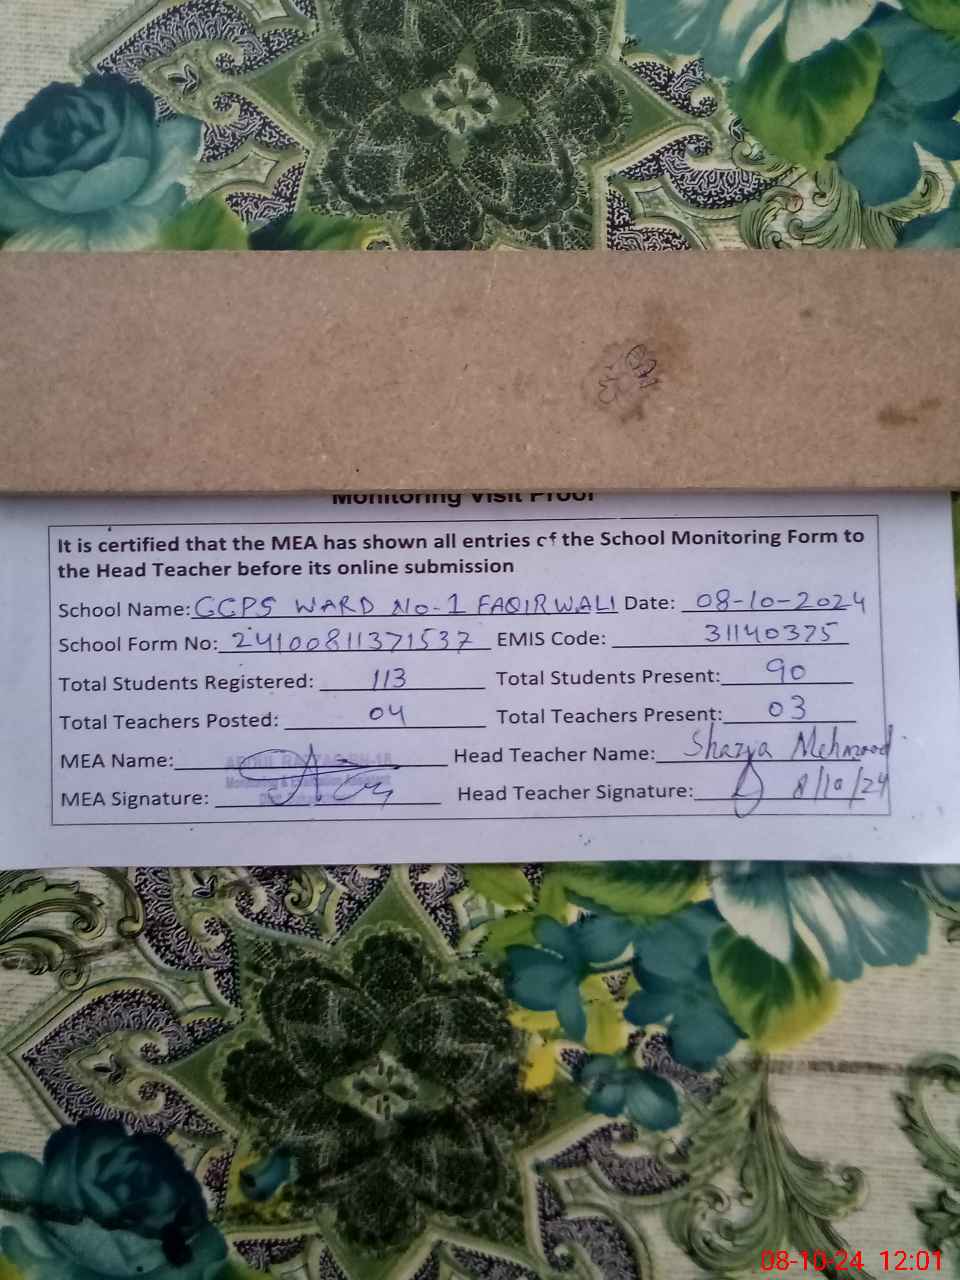 Monitoring Visit Proof
It is certified that the MEA has shown all entries of the School Monitoring Form to
the Head Teacher before its online submission
School Name: GGPS WARD No-1 FAQIRWALI Date: 08-10-2024
School Form No: 24100811371537 EMIS Code: 31140375
Total Students Registered: 113 Total Students Present: 90
Total Teachers Posted: 04 Total Teachers Present: 03
MEA Name: Head Teacher Name: Shazya Mehmood
MEA Signature: Head Teacher Signature: 8/10/24
08-10-24 12:01